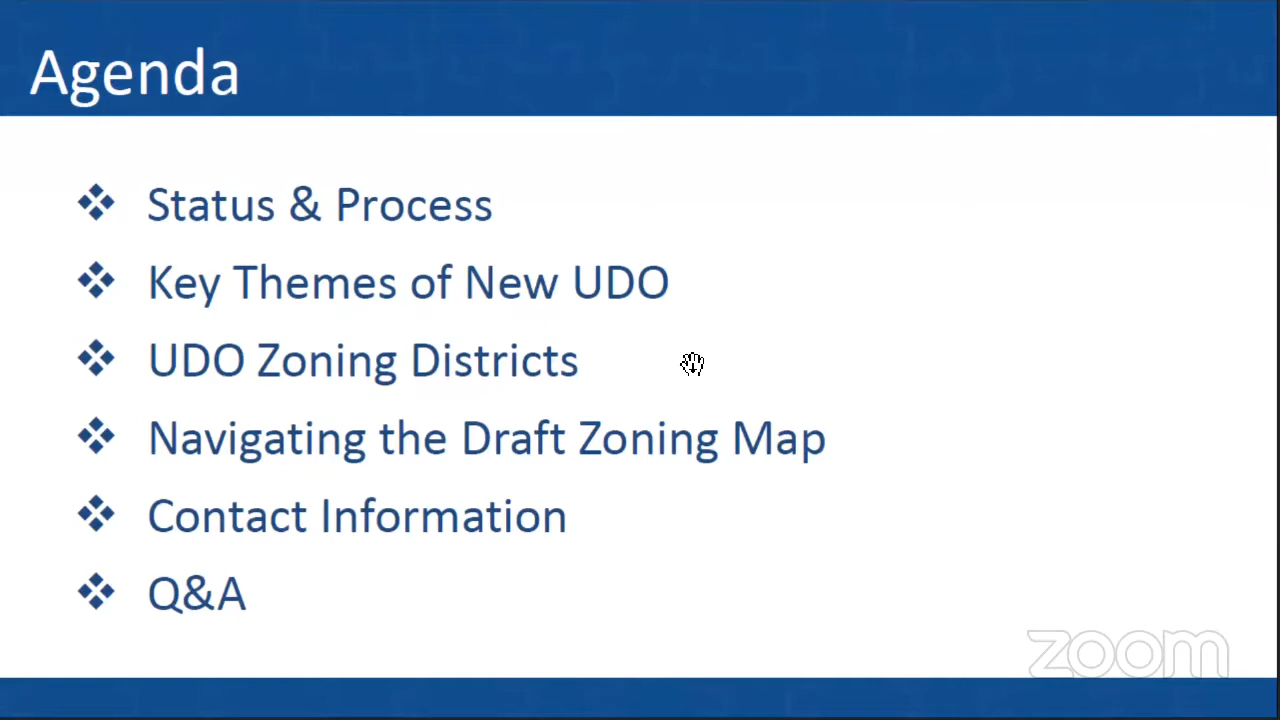 Agenda
Status & Process
Key Themes of New UDO
UDO Zoning Districts
Navigating the Draft Zoning Map
Contact Information
Q&A
zoom